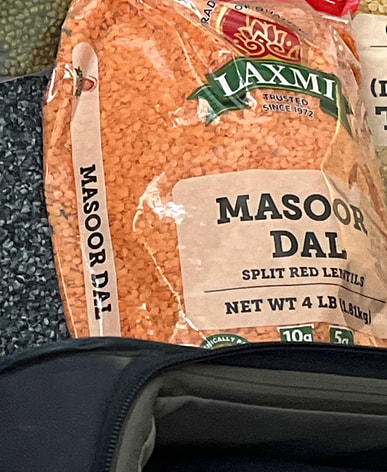 LAXMI
TRUSTED
SINCE 1972
MASOOR DAL
MASOOR
DAL
SPLIT RED LENTILS
NET WT 4 LB (1.81kg)
10g 5g